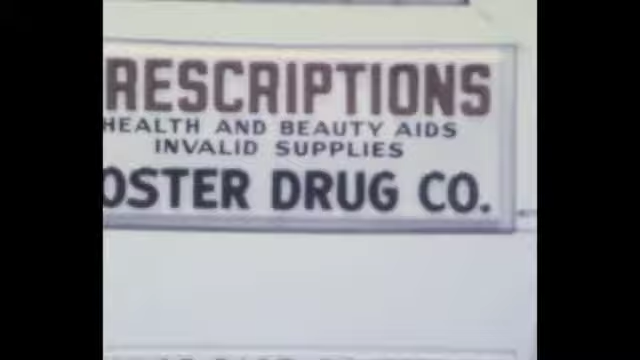 RESCRIPTIONS
HEALTH AND BEAUTY AIDS
INVALID SUPPLIES
OSTER DRUG CO.